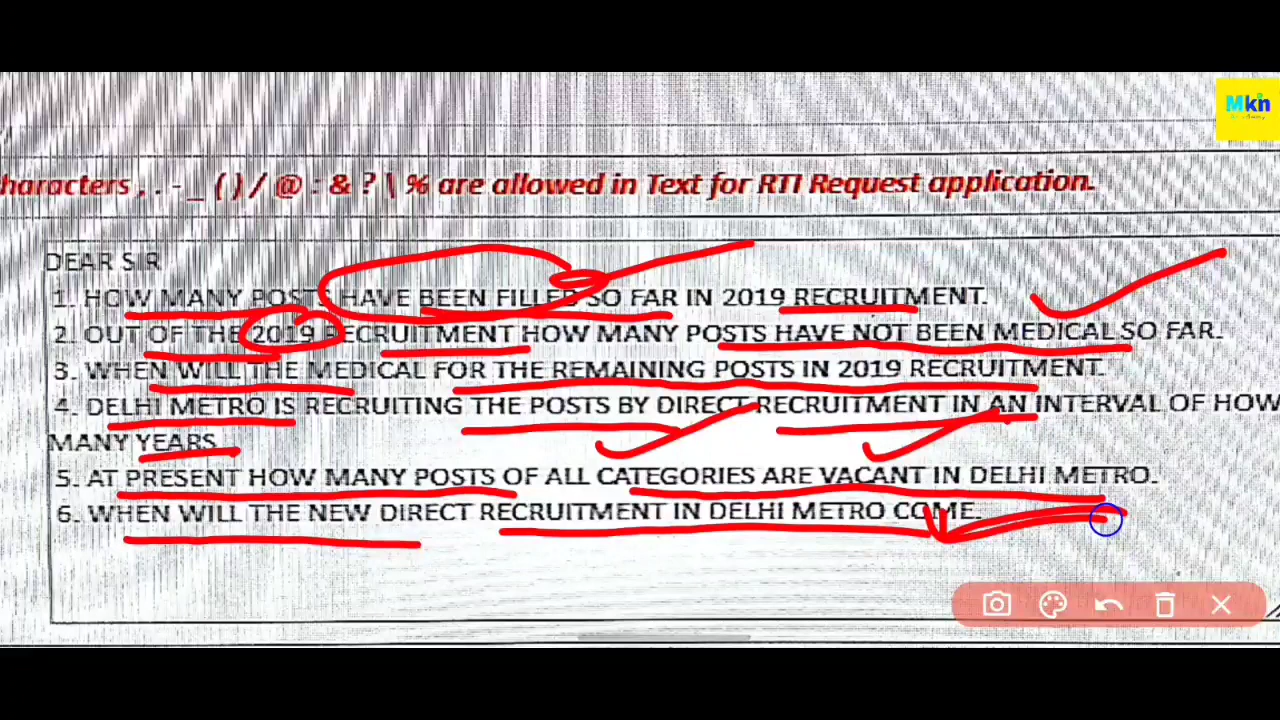 Mkn
haracters , . - _ ( ) / @ : & ? \ % are allowed in Text for RTI Request application.
DEAR SIR
1. HOW MANY POSTS HAVE BEEN FILLED SO FAR IN 2019 RECRUITMENT.
2. OUT OF THE 2019 RECRUITMENT HOW MANY POSTS HAVE NOT BEEN MEDICAL SO FAR.
3. WHEN WILL THE MEDICAL FOR THE REMAINING POSTS IN 2019 RECRUITMENT.
4. DELHI METRO IS RECRUITING THE POSTS BY DIRECT RECRUITMENT IN AN INTERVAL OF HOW
MANY YEARS
5. AT PRESENT HOW MANY POSTS OF ALL CATEGORIES ARE VACANT IN DELHI METRO.
6. WHEN WILL THE NEW DIRECT RECRUITMENT IN DELHI METRO COME.